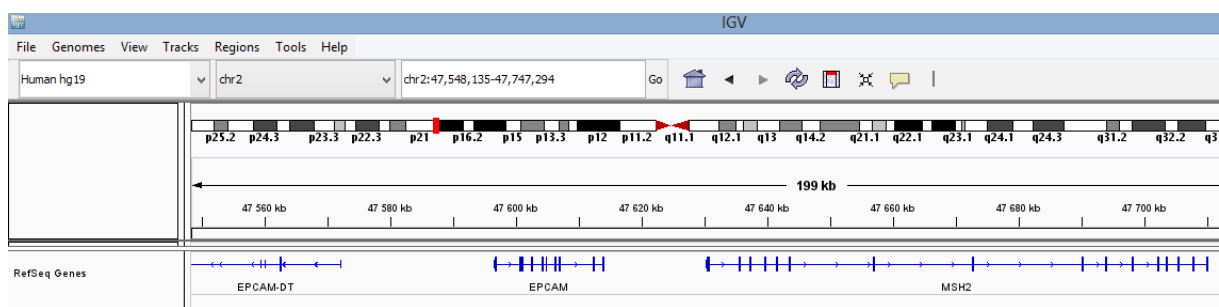 IGV
File Genomes View Tracks Regions Tools Help
Human hg19 chr2 chr2:47,548,135-47,747,294 Go
p25.2 p24.3 p23.3 p22.3 p21 p16.2 p15 p13.3 p12 p11.2 q11.1 q12.1 q13 q14.2 q21.1 q22.1 q23.1 q24.1 q24.3 q31.2 q32.2 q3
199 kb
47 560 kb 47 580 kb 47 600 kb 47 620 kb 47 640 kb 47 660 kb 47 680 kb 47 700 kb
RefSeq Genes
EPCAM-DT EPCAM MSH2